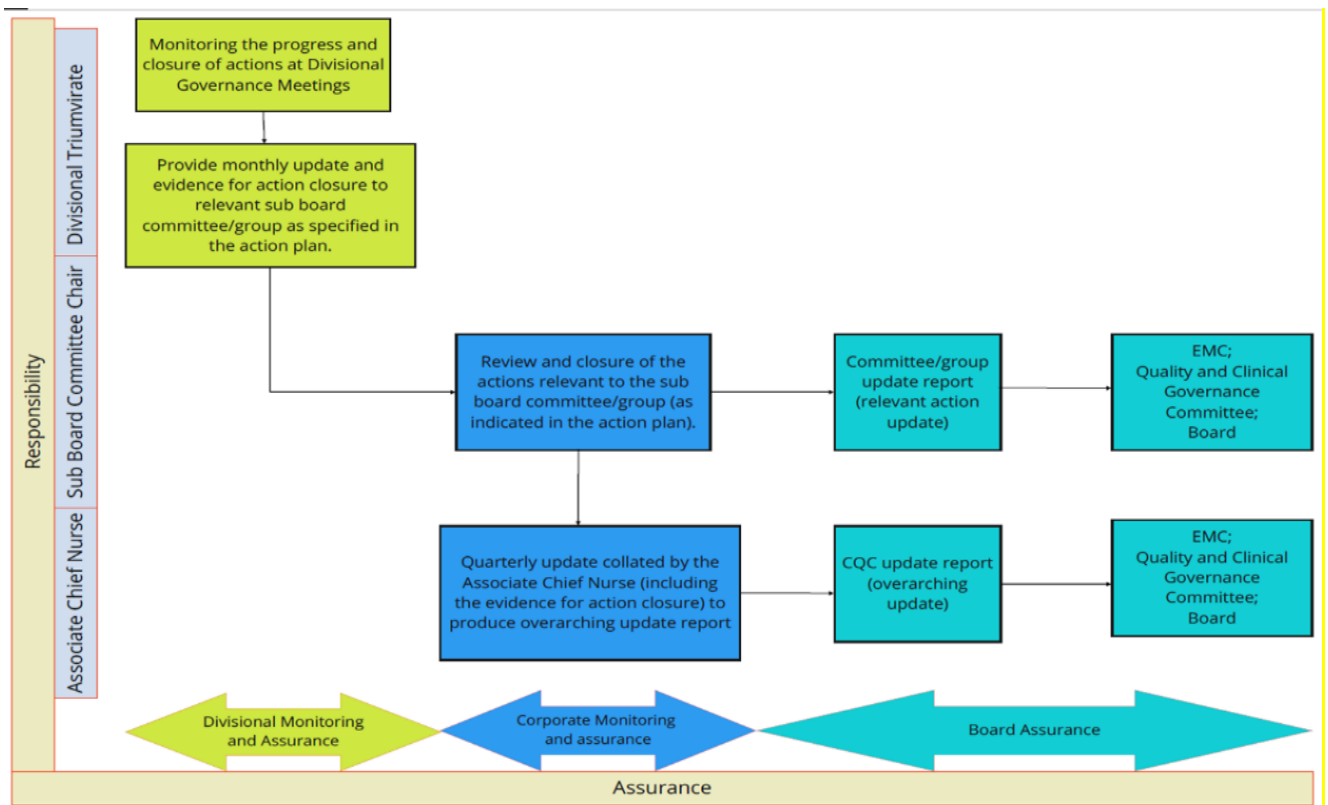 Responsibility
Divisional Triumvirate
Monitoring the progress and
closure of actions at Divisional
Governance Meetings
Provide monthly update and
evidence for action closure to
relevant sub board
committee/group as specified in
the action plan.
Sub Board Committee Chair
Review and closure of the
actions relevant to the sub
board committee/group (as
indicated in the action plan).
Committee/group
update report
(relevant action
update)
EMC;
Quality and Clinical
Governance
Committee;
Board
Associate Chief Nurse
Quarterly update collated by the
Associate Chief Nurse (including
the evidence for action closure) to
produce overarching update report
CQC update report
(overarching
update)
EMC;
Quality and Clinical
Governance
Committee;
Board
Divisional Monitoring
and Assurance
Corporate Monitoring
and assurance
Board Assurance
Assurance